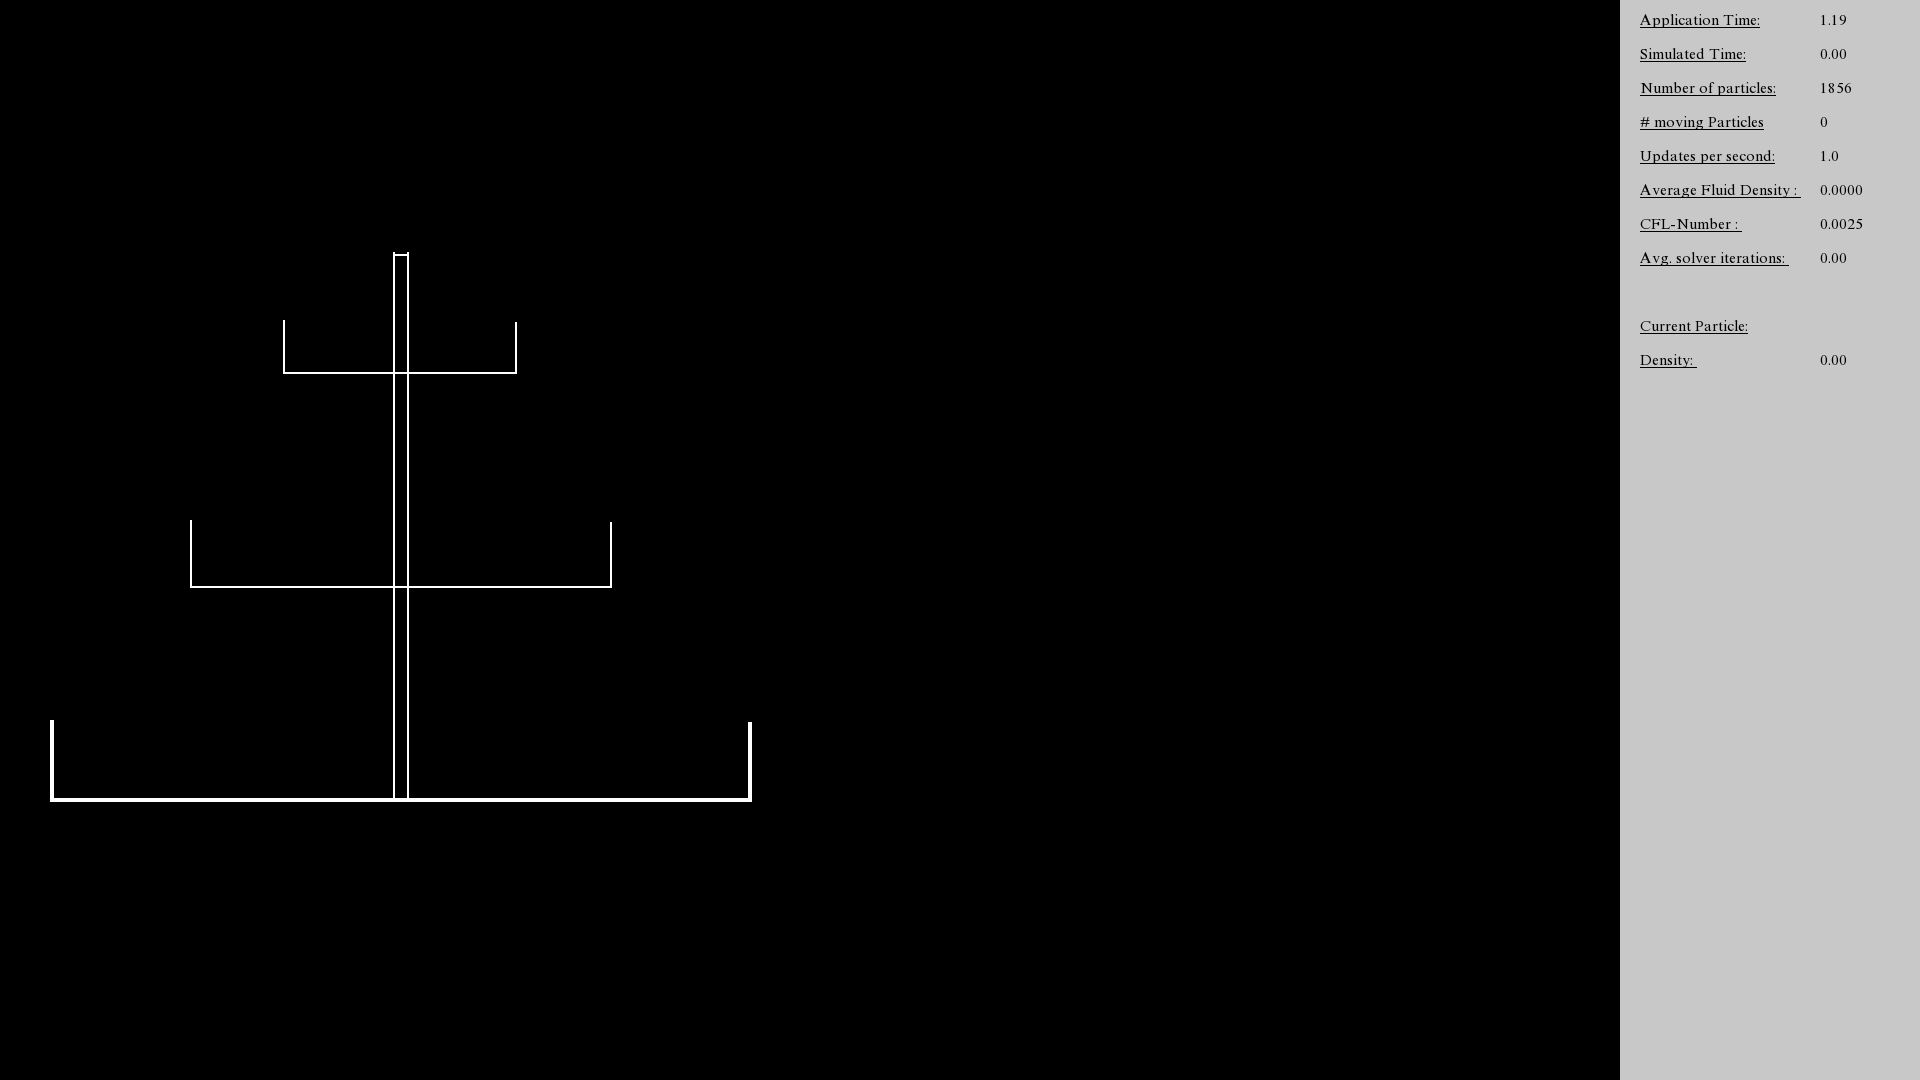 Application Time: 1.19
Simulated Time: 0.00
Number of particles: 1856
# moving Particles 0
Updates per second: 1.0
Average Fluid Density : 0.0000
CFL-Number : 0.0025
Avg. solver iterations: 0.00
Current Particle:
Density: 0.00